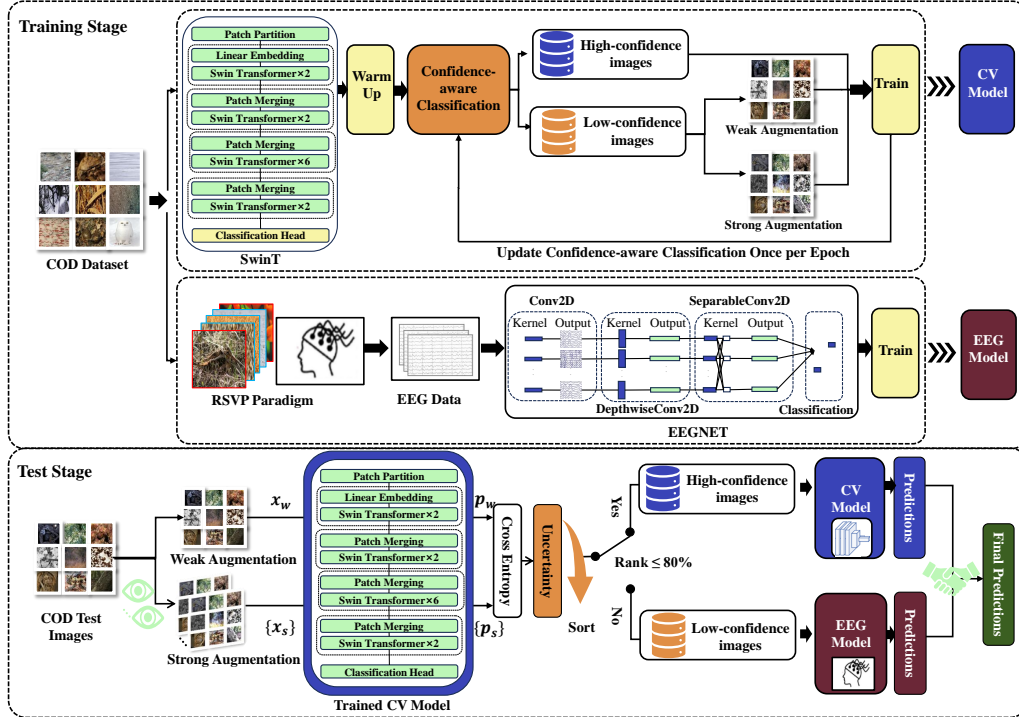 Training Stage
Patch Partition
Linear Embedding
Swin Transformer×2
Patch Merging
Swin Transformer×2
Patch Merging
Swin Transformer×6
Patch Merging
Swin Transformer×2
Classification Head
SwinT
COD Dataset
Warm
Up
Confidence-
aware
Classification
High-confidence
images
Low-confidence
images
Weak Augmentation
Strong Augmentation
Train
CV
Model
Update Confidence-aware Classification Once per Epoch
RSVP Paradigm
EEG Data
Conv2D
SeparableConv2D
Kernel Output
Kernel Output
Kernel Output
DepthwiseConv2D
Classification
EEGNET
Train
EEG
Model
Test Stage
COD Test
Images
Weak Augmentation
Strong Augmentation
x_w
{x_s}
Patch Partition
Linear Embedding
Swin Transformer×2
Patch Merging
Swin Transformer×2
Patch Merging
Swin Transformer×6
Patch Merging
Swin Transformer×2
Classification Head
Trained CV Model
p_w
{p_s}
Cross Entropy
Uncertainty
Sort
Yes
Rank ≤ 80%
No
High-confidence
images
Low-confidence
images
CV
Model
Predictions
EEG
Model
Predictions
Final Predictions